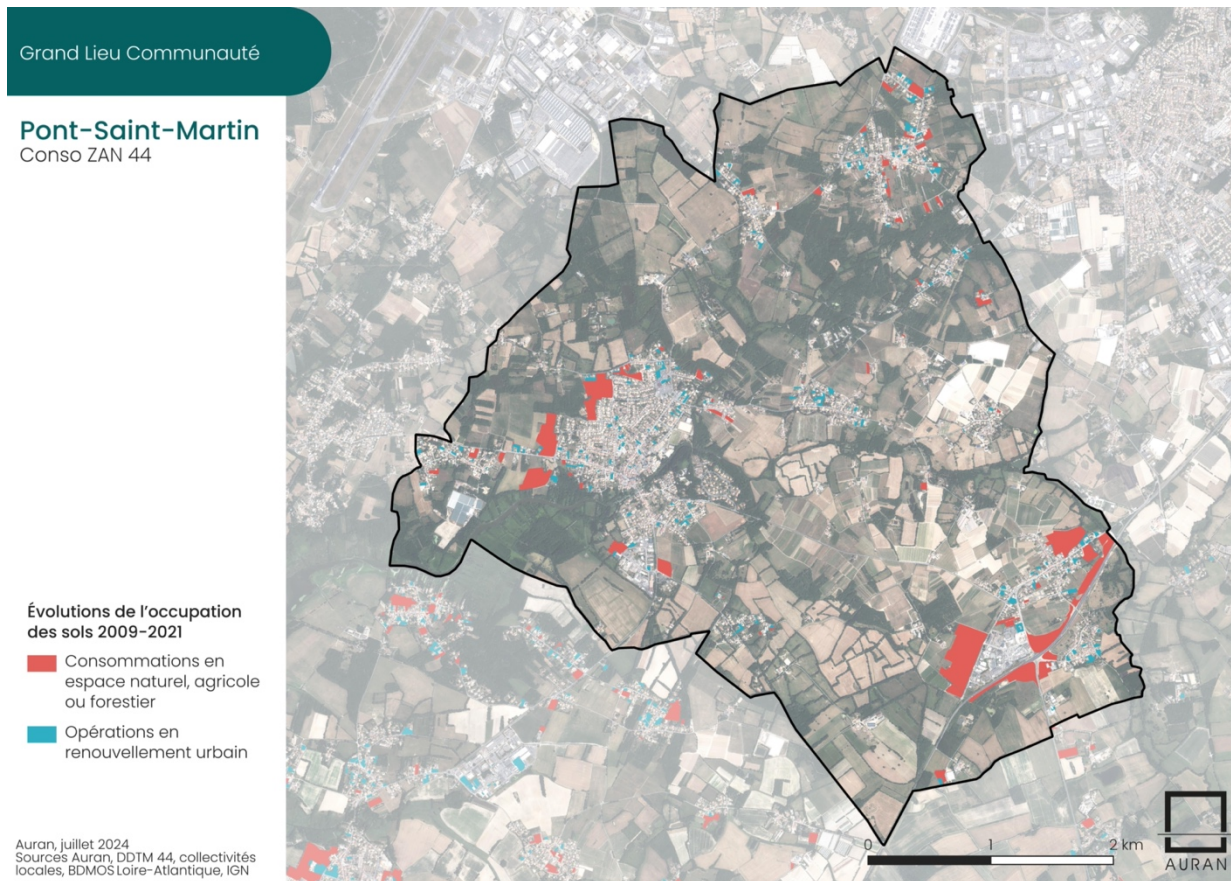 Grand Lieu Communauté
Pont-Saint-Martin
Conso ZAN 44
Évolutions de l'occupation
des sols 2009-2021
Consommations en
espace naturel, agricole
ou forestier
Opérations en
renouvellement urbain
Auran, juillet 2024
Sources Auran, DDTM 44, collectivités
locales, BDMOS Loire-Atlantique, IGN
0 1 2 km
AURAN